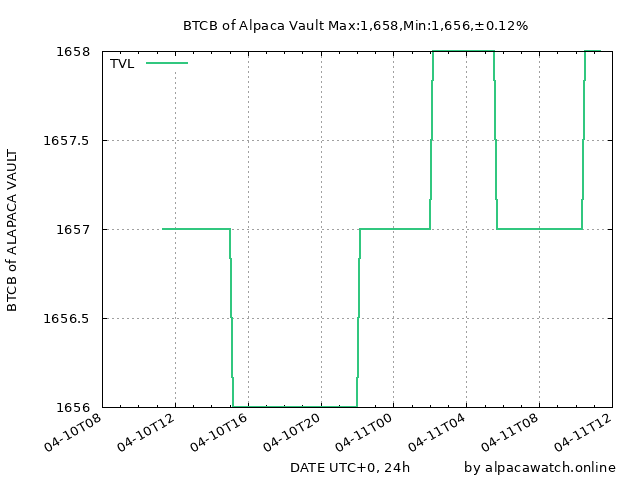 BTCB of Alpaca Vault Max:1,658,Min:1,656,±0.12%
TVL
1658
1657.5
1657
1656.5
1656
BTCB of ALAPACA VAULT
04-10T08
04-10T12
04-10T16
04-10T20
04-11T00
04-11T04
04-11T08
04-11T12
DATE UTC+0, 24h
by alpacawatch.online